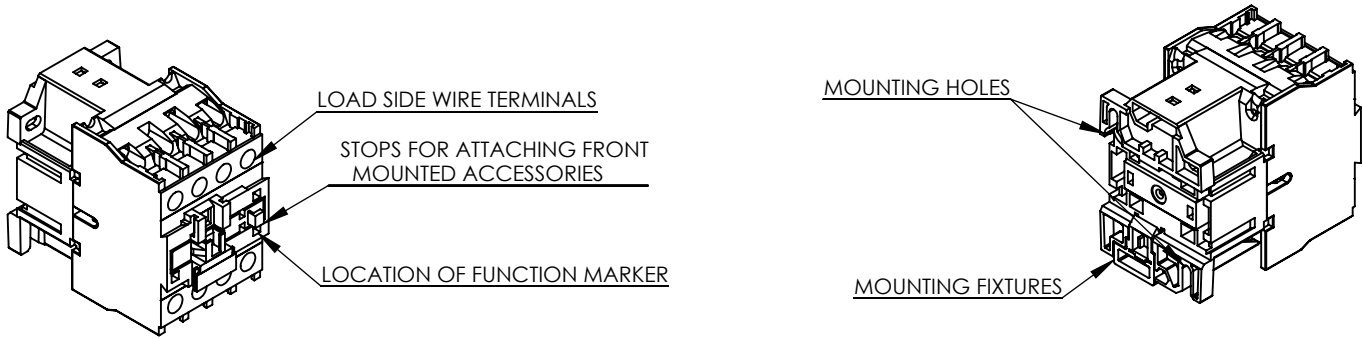 LOAD SIDE WIRE TERMINALS
STOPS FOR ATTACHING FRONT
MOUNTED ACCESSORIES
LOCATION OF FUNCTION MARKER
MOUNTING HOLES
MOUNTING FIXTURES